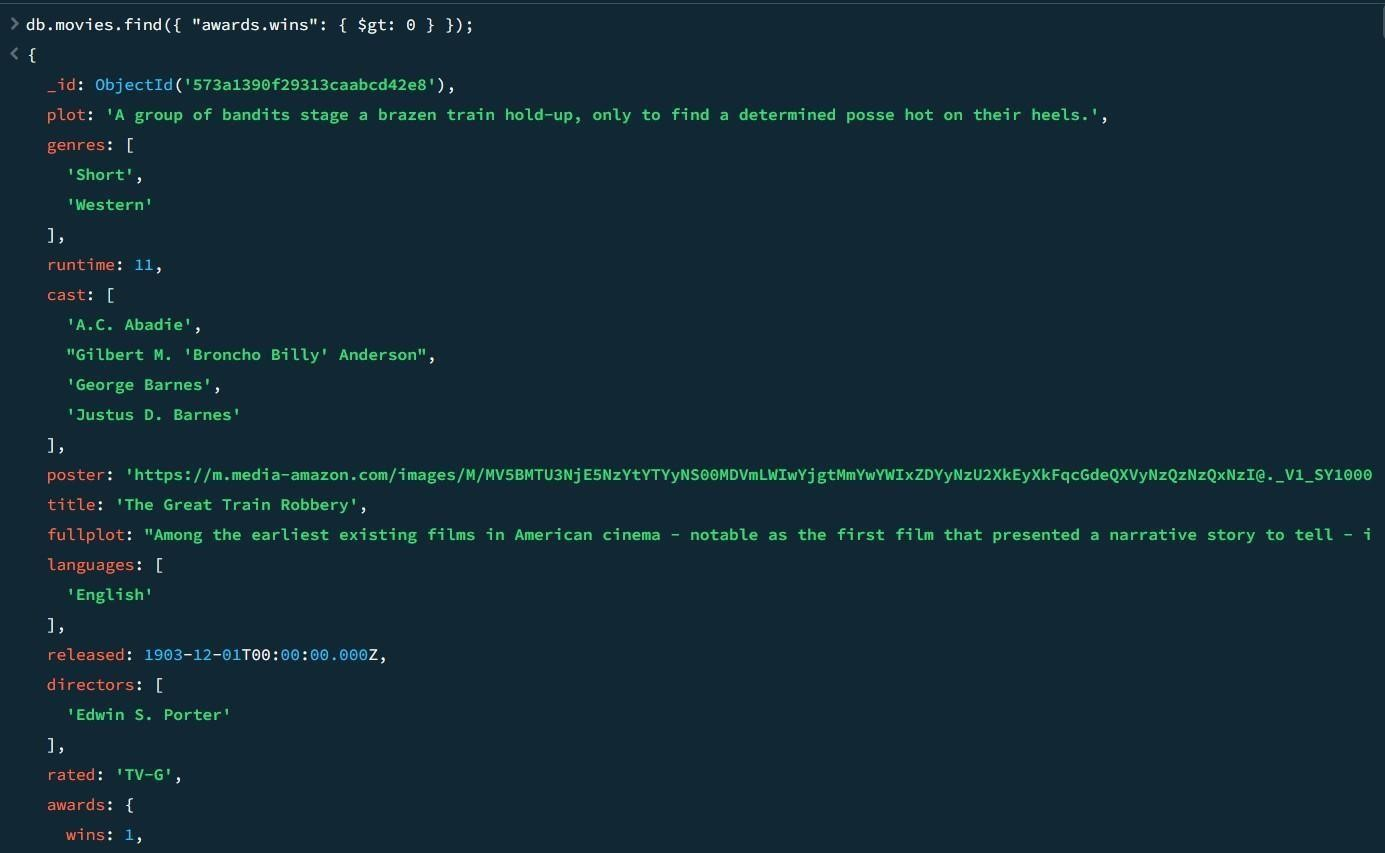 > db.movies.find({ "awards.wins": { $gt: 0 } });
< {
_id: ObjectId('573a1390f29313caabcd42e8'),
plot: 'A group of bandits stage a brazen train hold-up, only to find a determined posse hot on their heels.',
genres: [
'Short',
'Western'
],
runtime: 11,
cast: [
'A.C. Abadie',
"Gilbert M. 'Broncho Billy' Anderson",
'George Barnes',
'Justus D. Barnes'
],
poster: 'https://m.media-amazon.com/images/M/MV5BMTU3NjE5NzYtYTYyNS00MDVmLWIwYjgtMmYwYWIxZDYyNzU2XkEyXkFqcGdeQXVyNzQzNzQxNzI@._V1_SY1000
title: 'The Great Train Robbery',
fullplot: "Among the earliest existing films in American cinema - notable as the first film that presented a narrative story to tell - i
languages: [
'English'
],
released: 1903-12-01T00:00:00.000Z,
directors: [
'Edwin S. Porter'
],
rated: 'TV-G',
awards: {
wins: 1,